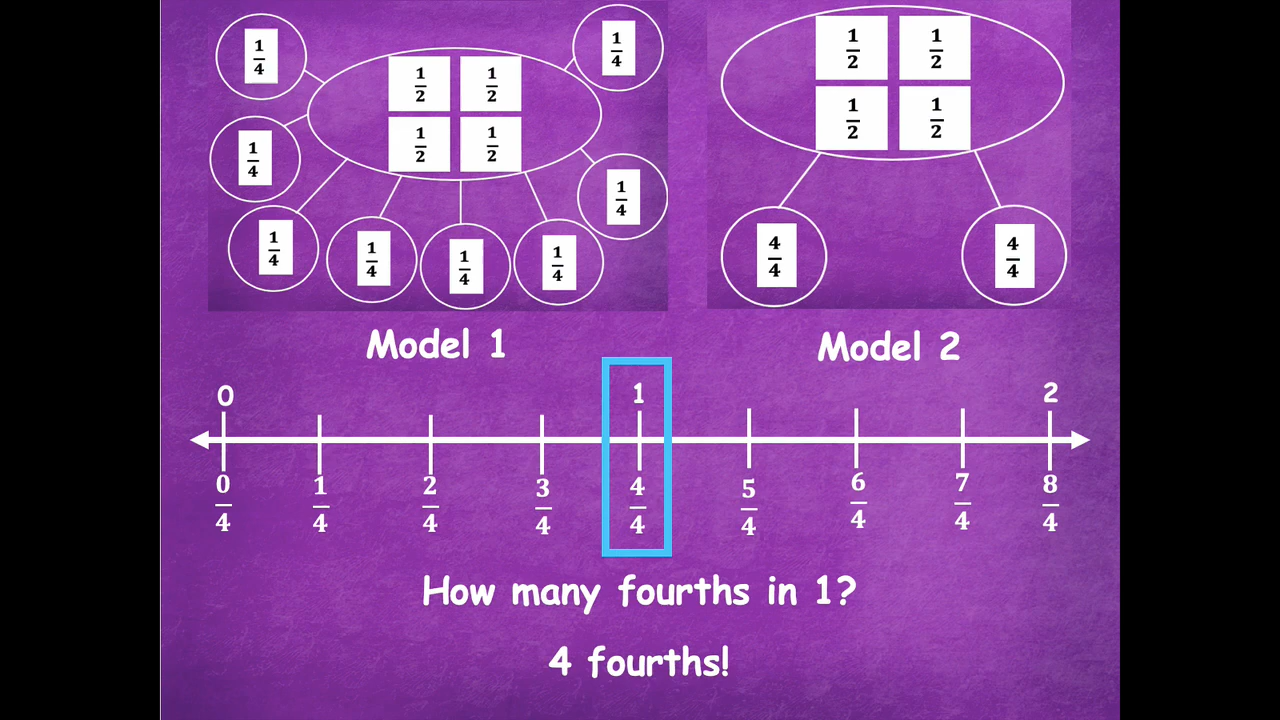 1/4 1/2 1/2 1/4
1/4 1/2 1/2 1/4
1/4 1/4 1/4 1/4
1/2 1/2
1/2 1/2
4/4 4/4
Model 1 Model 2
0 1 2
0/4 1/4 2/4 3/4 4/4 5/4 6/4 7/4 8/4
How many fourths in 1?
4 fourths!